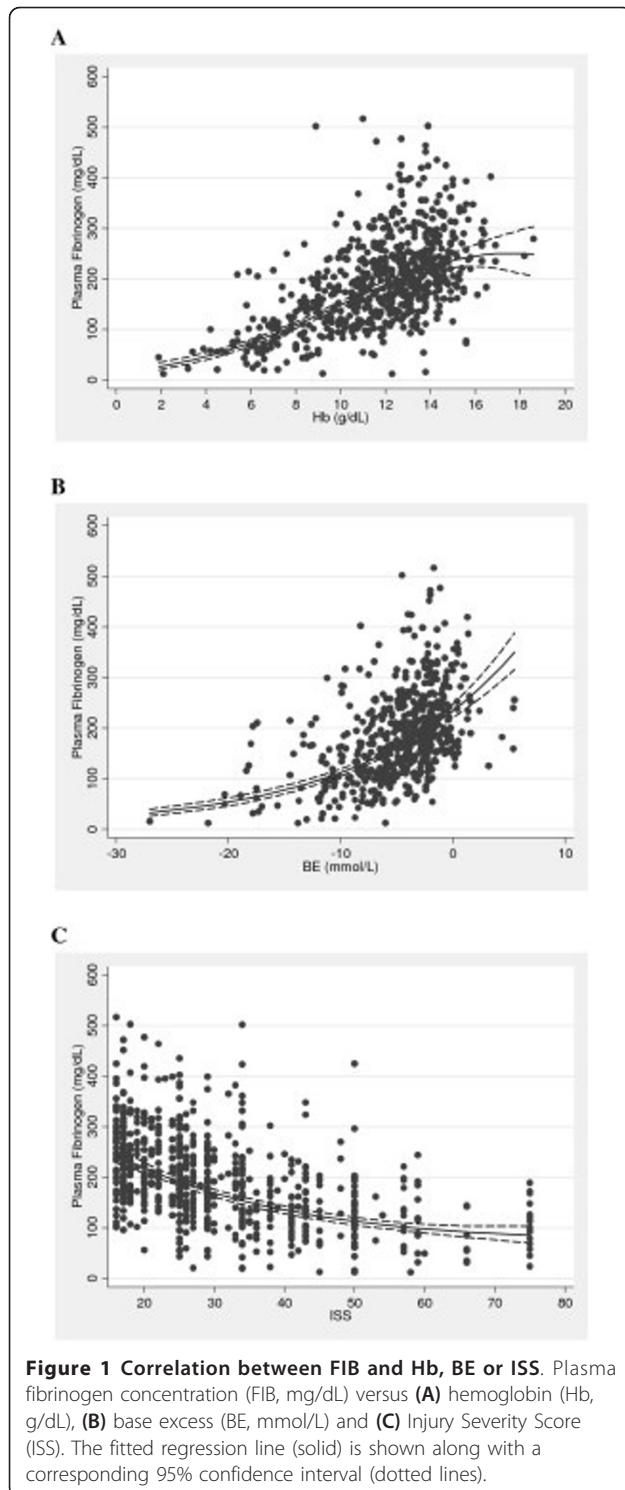 A
Plasma Fibrinogen (mg/dL)
600
500
400
300
200
100
0
0 2 4 6 8 10 12 14 16 18 20
Hb (g/dL)
B
Plasma Fibrinogen (mg/dL)
600
500
400
300
200
100
0
-30 -20 -10 0 10
BE (mmol/L)
C
Plasma Fibrinogen (mg/dL)
600
500
400
300
200
100
0
20 30 40 50 60 70 80
ISS
Figure 1 Correlation between FIB and Hb, BE or ISS. Plasma
fibrinogen concentration (FIB, mg/dL) versus (A) hemoglobin (Hb,
g/dL), (B) base excess (BE, mmol/L) and (C) Injury Severity Score
(ISS). The fitted regression line (solid) is shown along with a
corresponding 95% confidence interval (dotted lines).